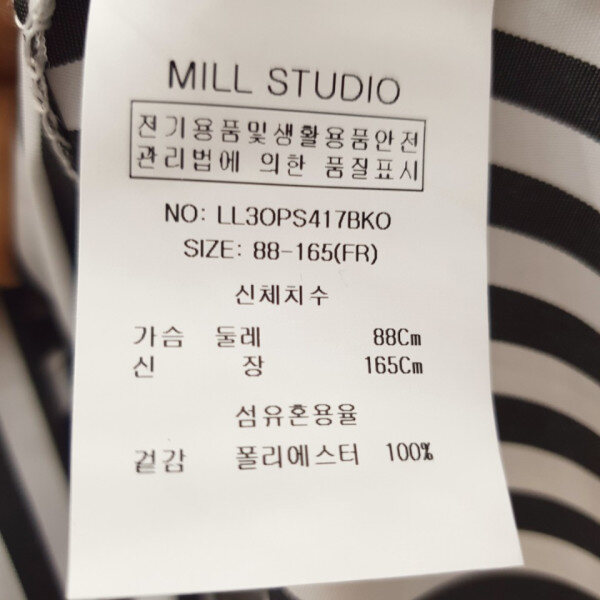 MILL STUDIO
전기용품및생활용품안전
관리법에 의한 품질표시
NO: LL3OPS417BKO
SIZE: 88-165(FR)
신체치수
가슴 둘레 88Cm
신 장 165Cm
섬유혼용율
겉감 폴리에스터 100%